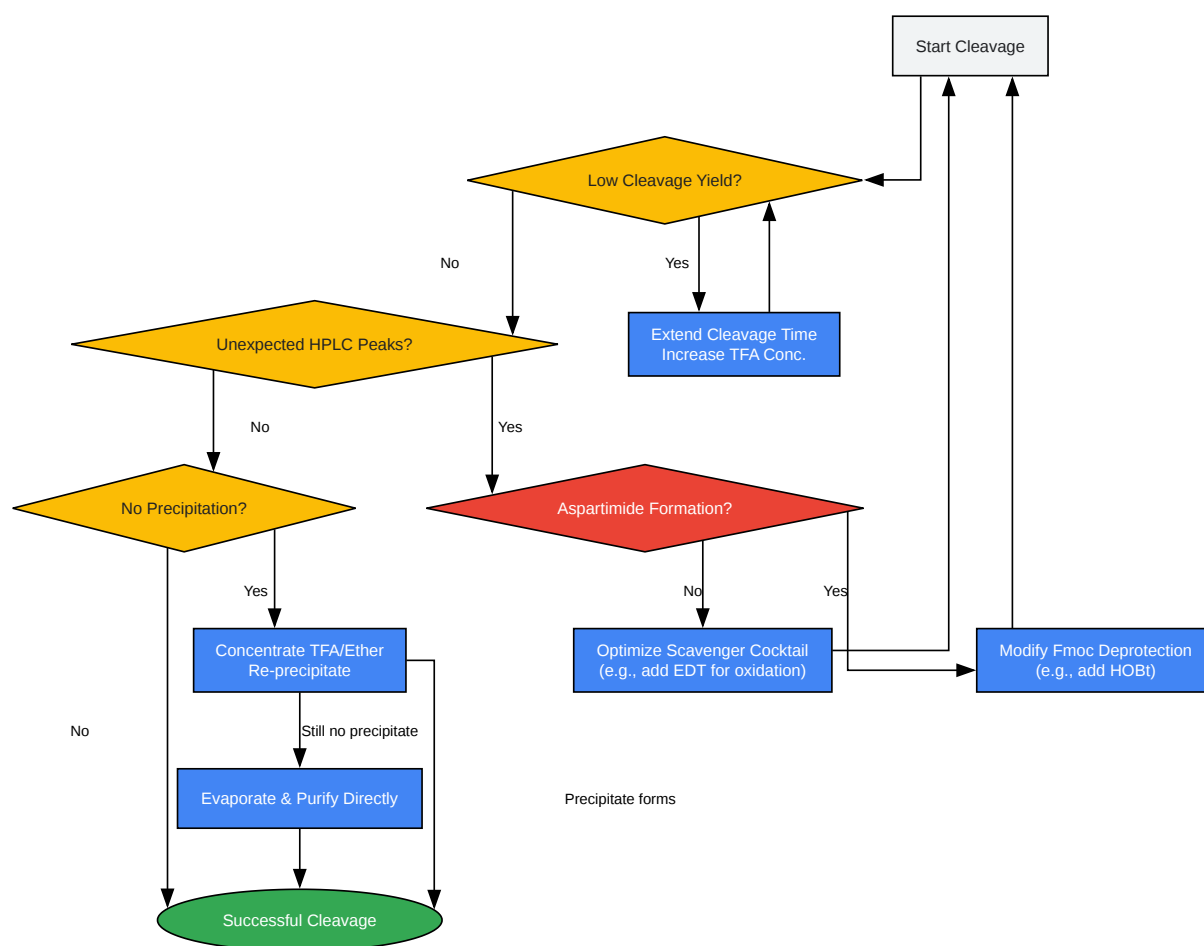 Start Cleavage
Low Cleavage Yield?
No
Yes
Extend Cleavage Time
Increase TFA Conc.
Unexpected HPLC Peaks?
No
Yes
No Precipitation?
Aspartimide Formation?
Yes
No
Yes
Concentrate TFA/Ether
Re-precipitate
Optimize Scavenger Cocktail
(e.g., add EDT for oxidation)
Modify Fmoc Deprotection
(e.g., add HOBt)
No
Still no precipitate
Evaporate & Purify Directly
Precipitate forms
Successful Cleavage